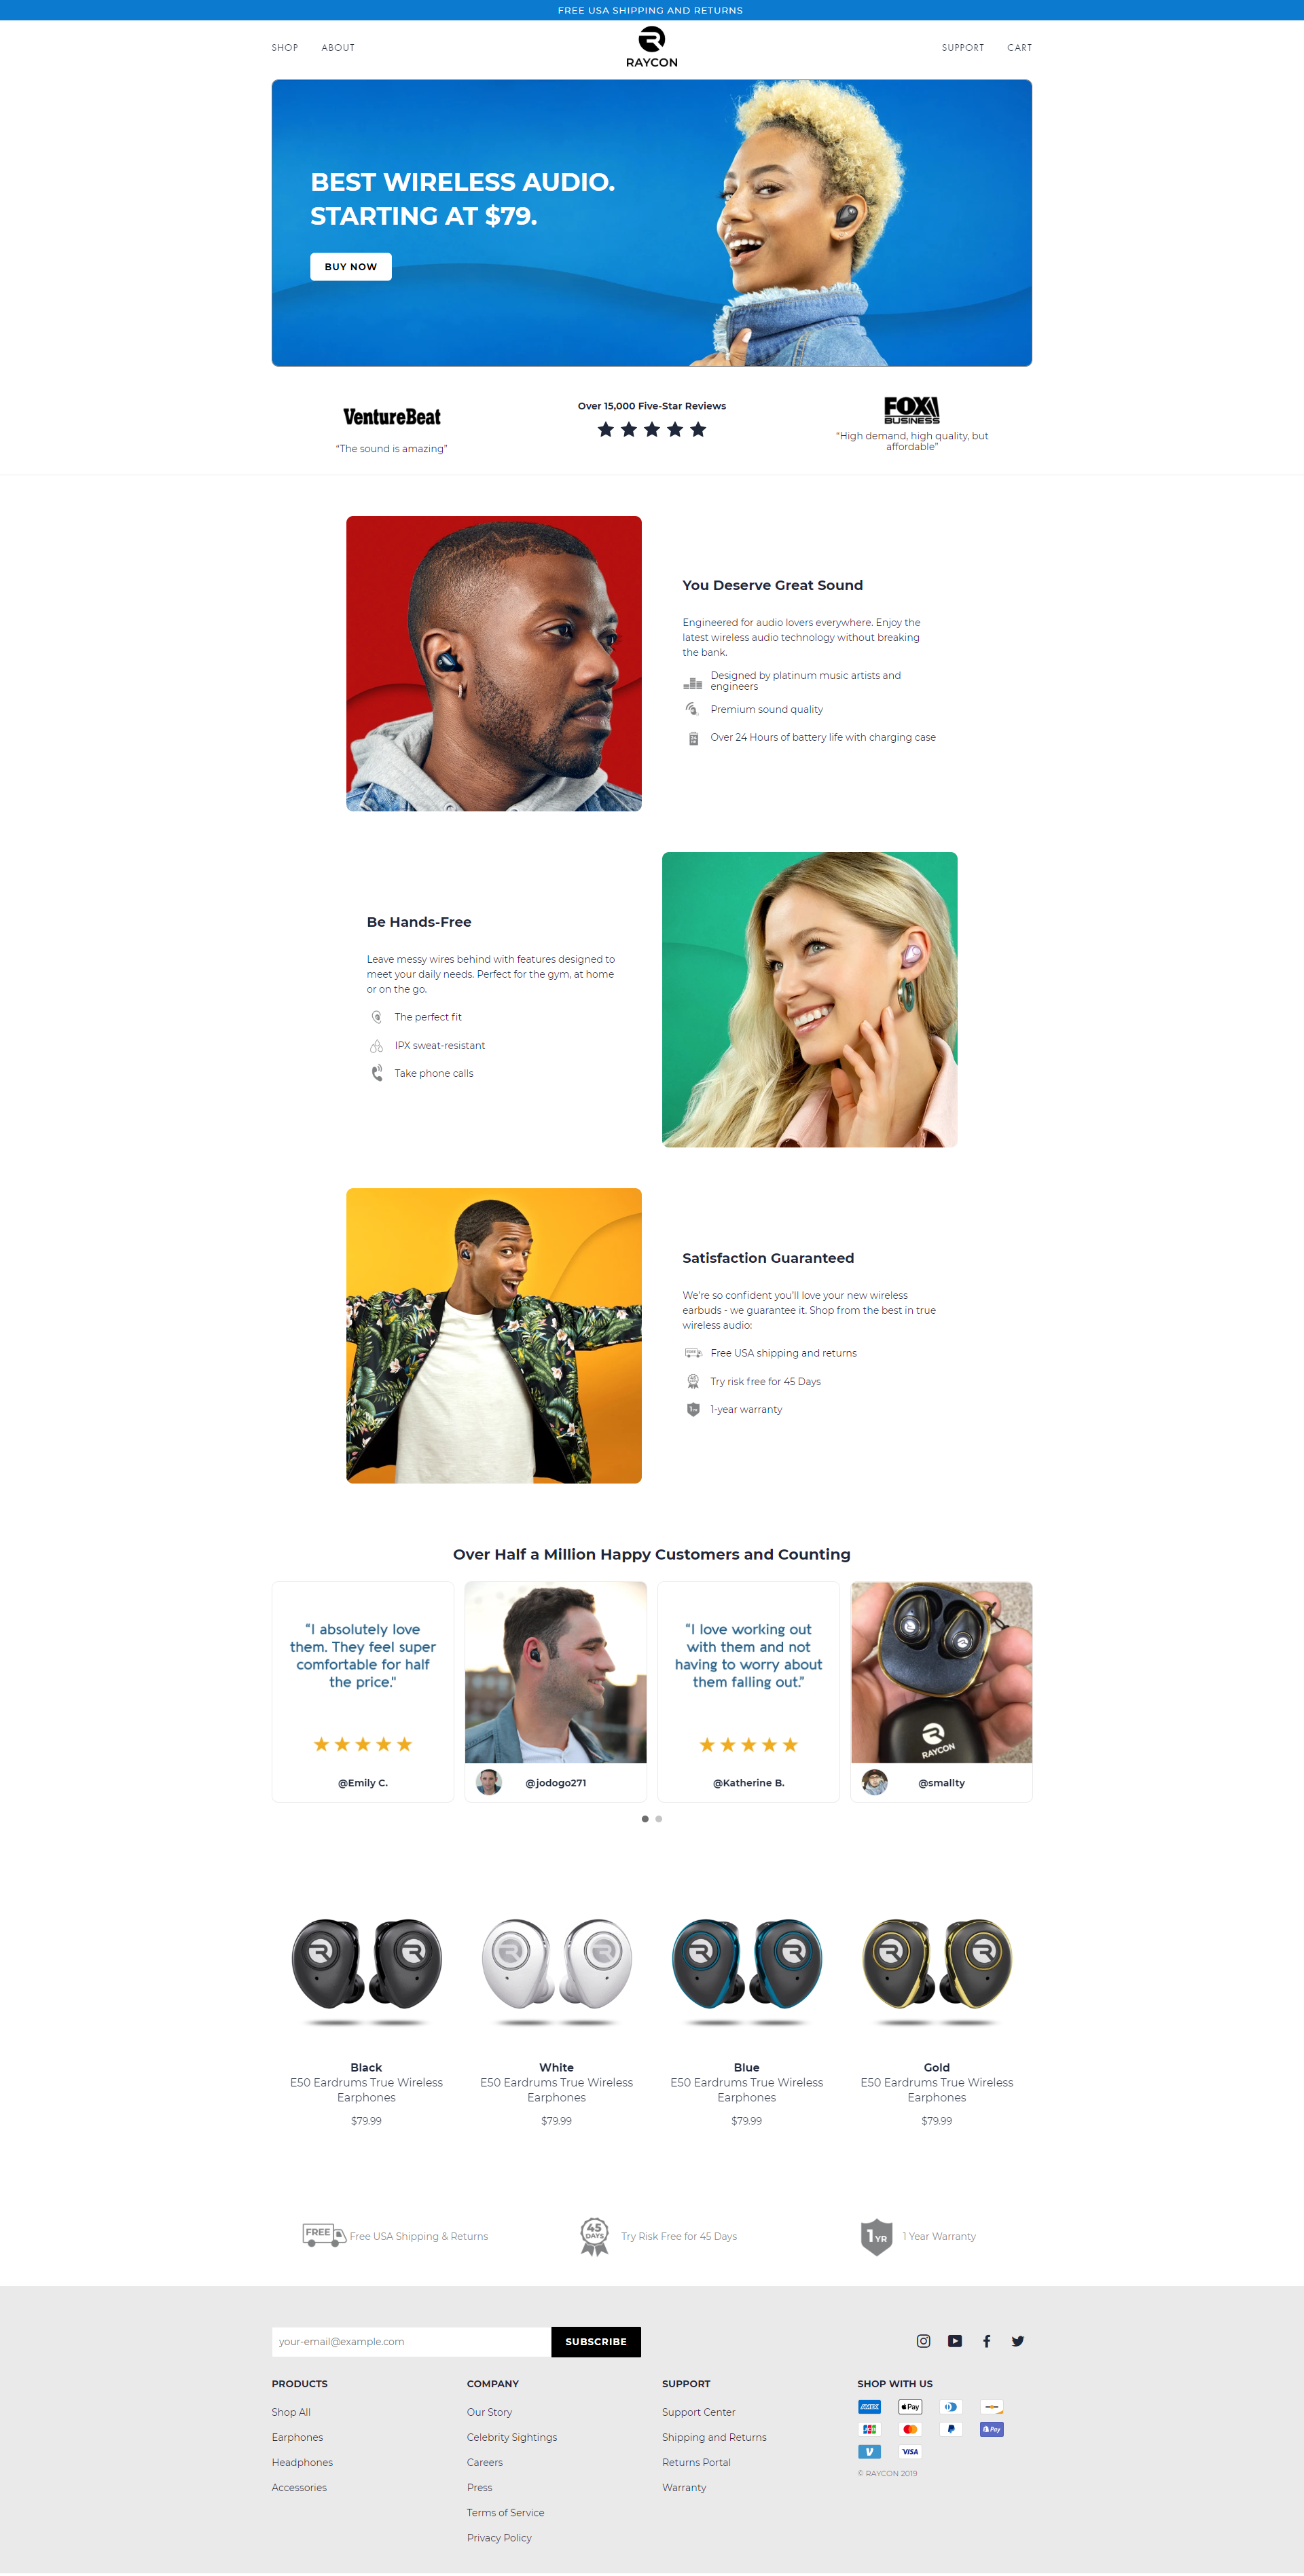 FREE USA SHIPPING AND RETURNS
SHOP
ABOUT
RAYCON
SUPPORT
CART
BEST WIRELESS AUDIO.
STARTING AT $79.
BUY NOW
VentureBeat
“The sound is amazing”
Over 15,000 Five-Star Reviews
FOX
BUSINESS
“High demand, high quality, but
affordable”
You Deserve Great Sound
Engineered for audio lovers everywhere. Enjoy the
latest wireless audio technology without breaking
the bank.
Designed by platinum music artists and
engineers
Premium sound quality
Over 24 Hours of battery life with charging case
Be Hands-Free
Leave messy wires behind with features designed to
meet your daily needs. Perfect for the gym, at home
or on the go.
The perfect fit
IPX sweat-resistant
Take phone calls
Satisfaction Guaranteed
We're so confident you'll love your new wireless
earbuds - we guarantee it. Shop from the best in true
wireless audio:
Free USA shipping and returns
Try risk free for 45 Days
1-year warranty
Over Half a Million Happy Customers and Counting
"I absolutely love
them. They feel super
comfortable for half
the price."
@Emily C.
@jodogo271
"I love working out
with them and not
having to worry about
them falling out."
@Katherine B.
RAYCON
@smallty
Black
E50 Eardrums True Wireless
Earphones
$79.99
White
E50 Eardrums True Wireless
Earphones
$79.99
Blue
E50 Eardrums True Wireless
Earphones
$79.99
Gold
E50 Eardrums True Wireless
Earphones
$79.99
FREE
Free USA Shipping & Returns
45
DAYS
Try Risk Free for 45 Days
1 YR
1 Year Warranty
your-email@example.com
SUBSCRIBE
PRODUCTS
Shop All
Earphones
Headphones
Accessories
COMPANY
Our Story
Celebrity Sightings
Careers
Press
Terms of Service
Privacy Policy
SUPPORT
Support Center
Shipping and Returns
Returns Portal
Warranty
SHOP WITH US
Pay
JCB
Pay
VISA
© RAYCON 2019